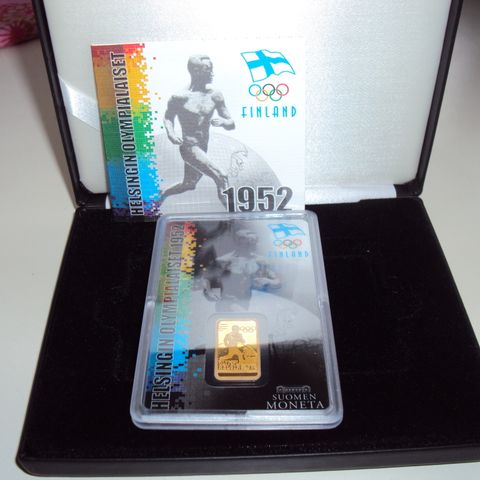 HELSINGIN OLYMPIALAISET
FINLAND
1952
HELSINGIN OLYMPIALAISET 1952
FINLAND
SUOMEN
MONETA